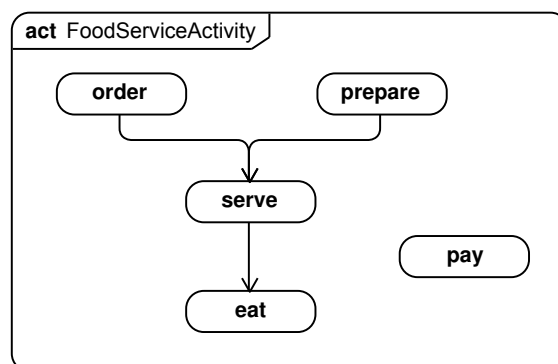 act FoodServiceActivity
order
prepare
serve
pay
eat